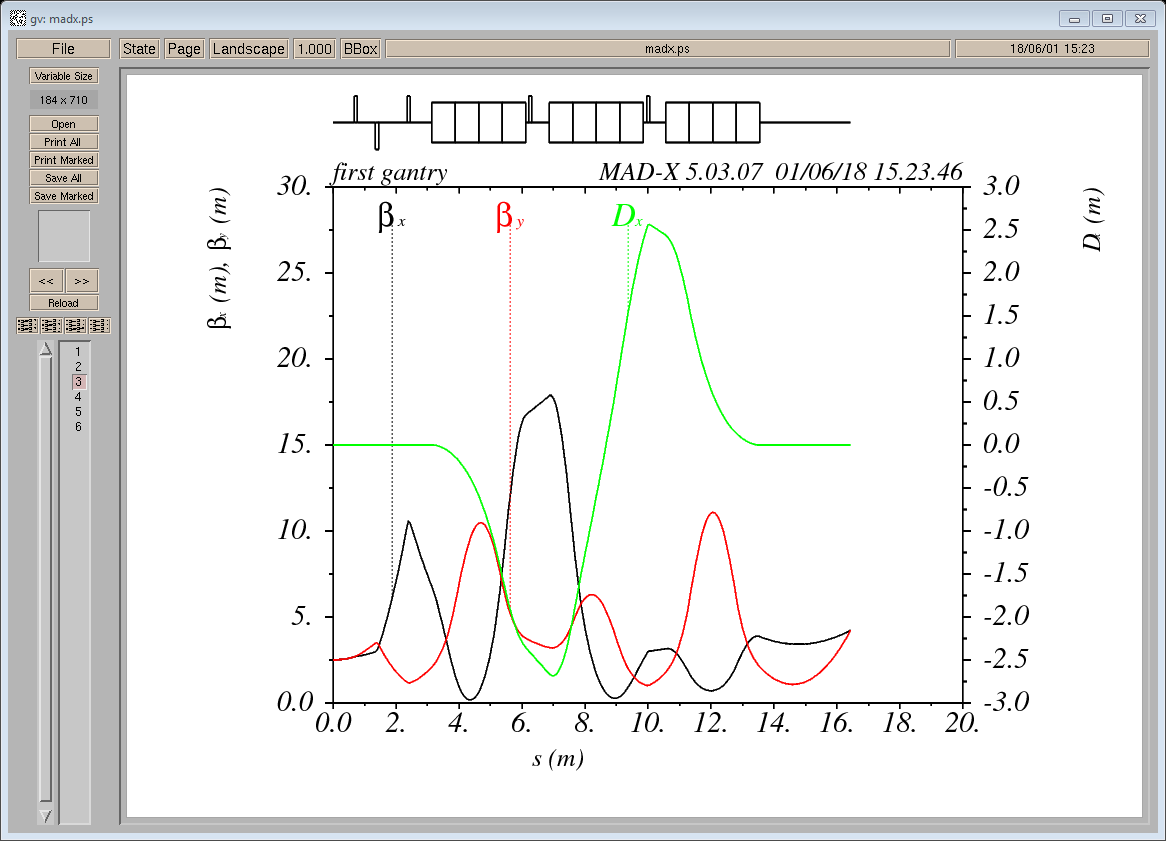 gv: madx.ps
File
State Page Landscape 1.000 BBox madx.ps 18/06/01 15:23
Variable Size
184 x 710
Open
Print All
Print Marked
Save All
Save Marked
<< >>
Reload
1
2
3
4
5
6
first gantry MAD-X 5.03.07 01/06/18 15.23.46
βx (m), βy (m)
30.
25.
20.
15.
10.
5.
0.0
βx
βy
Dx
3.0
2.5
2.0
1.5
1.0
0.5
0.0
-0.5
-1.0
-1.5
-2.0
-2.5
-3.0
Dx (m)
0.0 2. 4. 6. 8. 10. 12. 14. 16. 18. 20.
s (m)